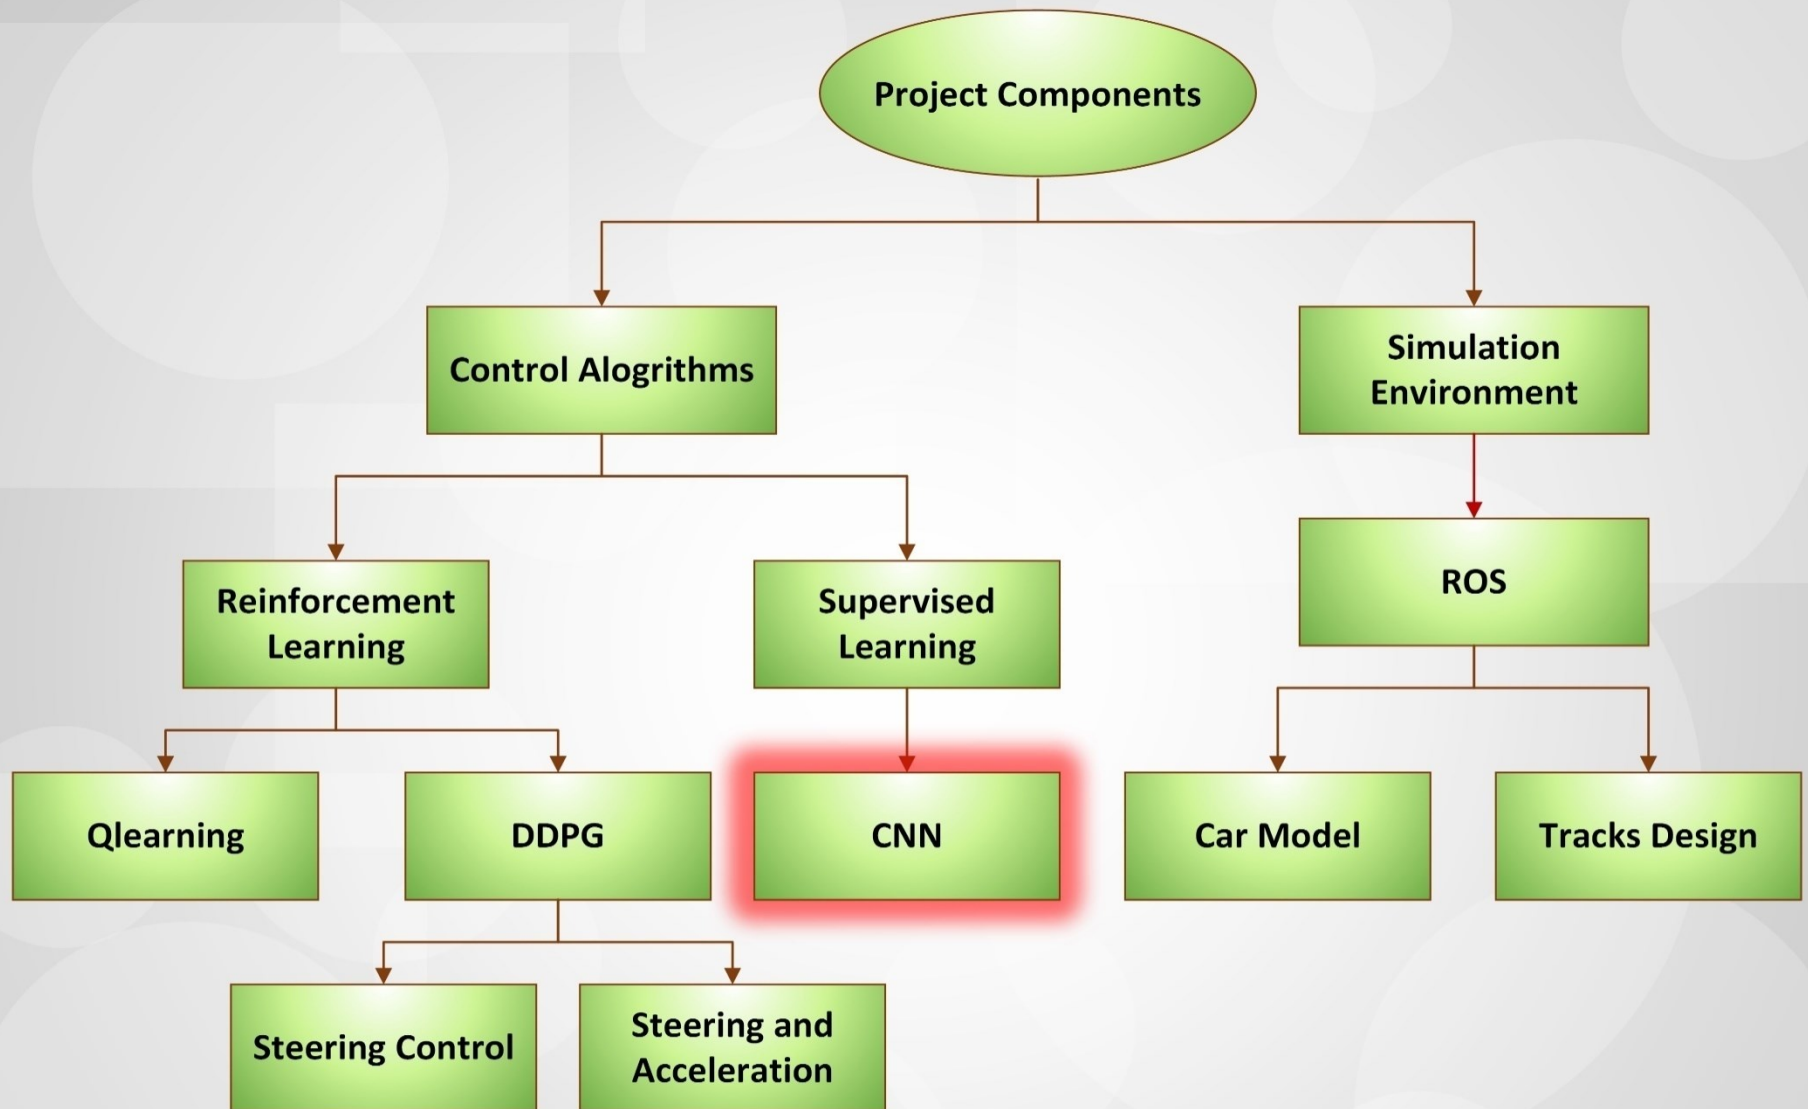 Project Components
Control Alogrithms
Simulation
Environment
Reinforcement
Learning
Supervised
Learning
ROS
Qlearning
DDPG
CNN
Car Model
Tracks Design
Steering Control
Steering and
Acceleration